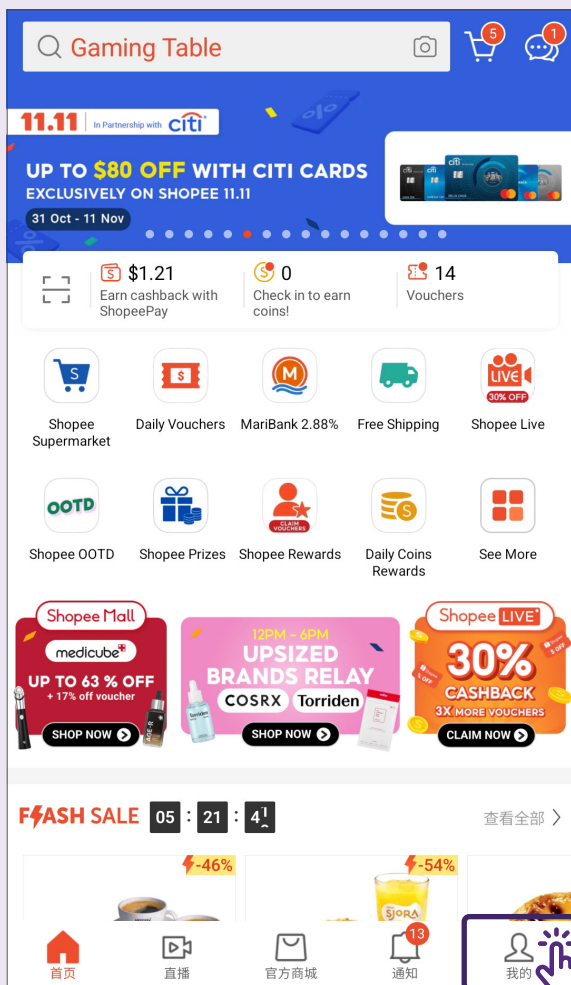 Gaming Table
5
1
11.11 In Partnership with citi
UP TO $80 OFF WITH CITI CARDS
EXCLUSIVELY ON SHOPEE 11.11
31 Oct - 11 Nov
$1.21
Earn cashback with
ShopeePay
0
Check in to earn
coins!
14
Vouchers
LIVE
30% OFF
Shopee
Supermarket
Daily Vouchers
MariBank 2.88%
Free Shipping
Shopee Live
OOTD
CLAIM
VOUCHERS
Shopee OOTD
Shopee Prizes
Shopee Rewards
Daily Coins
Rewards
See More
Shopee Mall
medicube
UP TO 63 % OFF
+ 17% off voucher
AGE-R
SHOP NOW
12PM – 6PM
UPSIZED
BRANDS RELAY
COSRX Torriden
Torriden
SHOP NOW
Shopee LIVE
30%
CASHBACK
3X MORE VOUCHERS
CLAIM NOW
FLASH SALE 05 : 21 :
查看全部
-46%
-54%
SJORA
首页
直播
官方商城
13
通知
我的